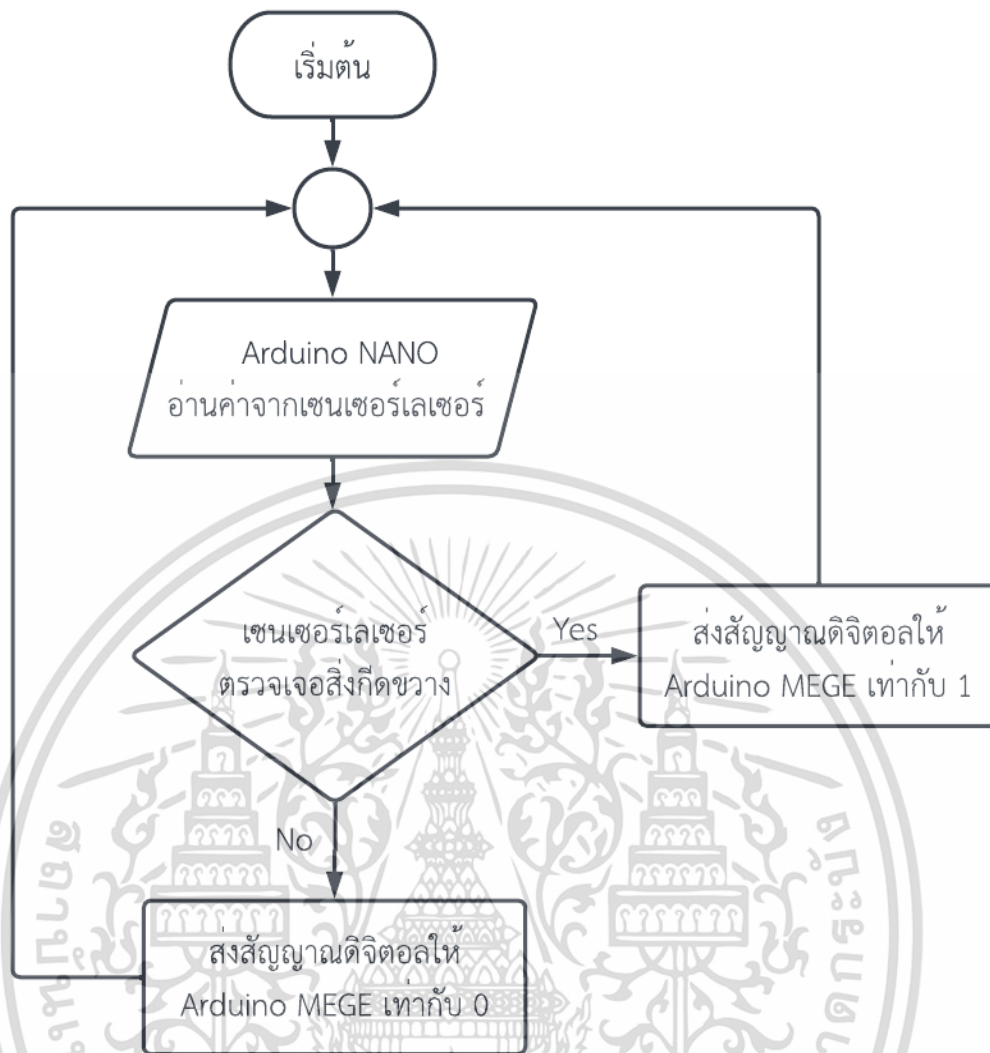 เริ่มต้น
Arduino NANO
อ่านค่าจากเซนเซอร์เลเซอร์
เซนเซอร์เลเซอร์
ตรวจเจอสิ่งกีดขวาง
Yes
ส่งสัญญาณดิจิตอลให้
Arduino MEGE เท่ากับ 1
No
ส่งสัญญาณดิจิตอลให้
Arduino MEGE เท่ากับ 0